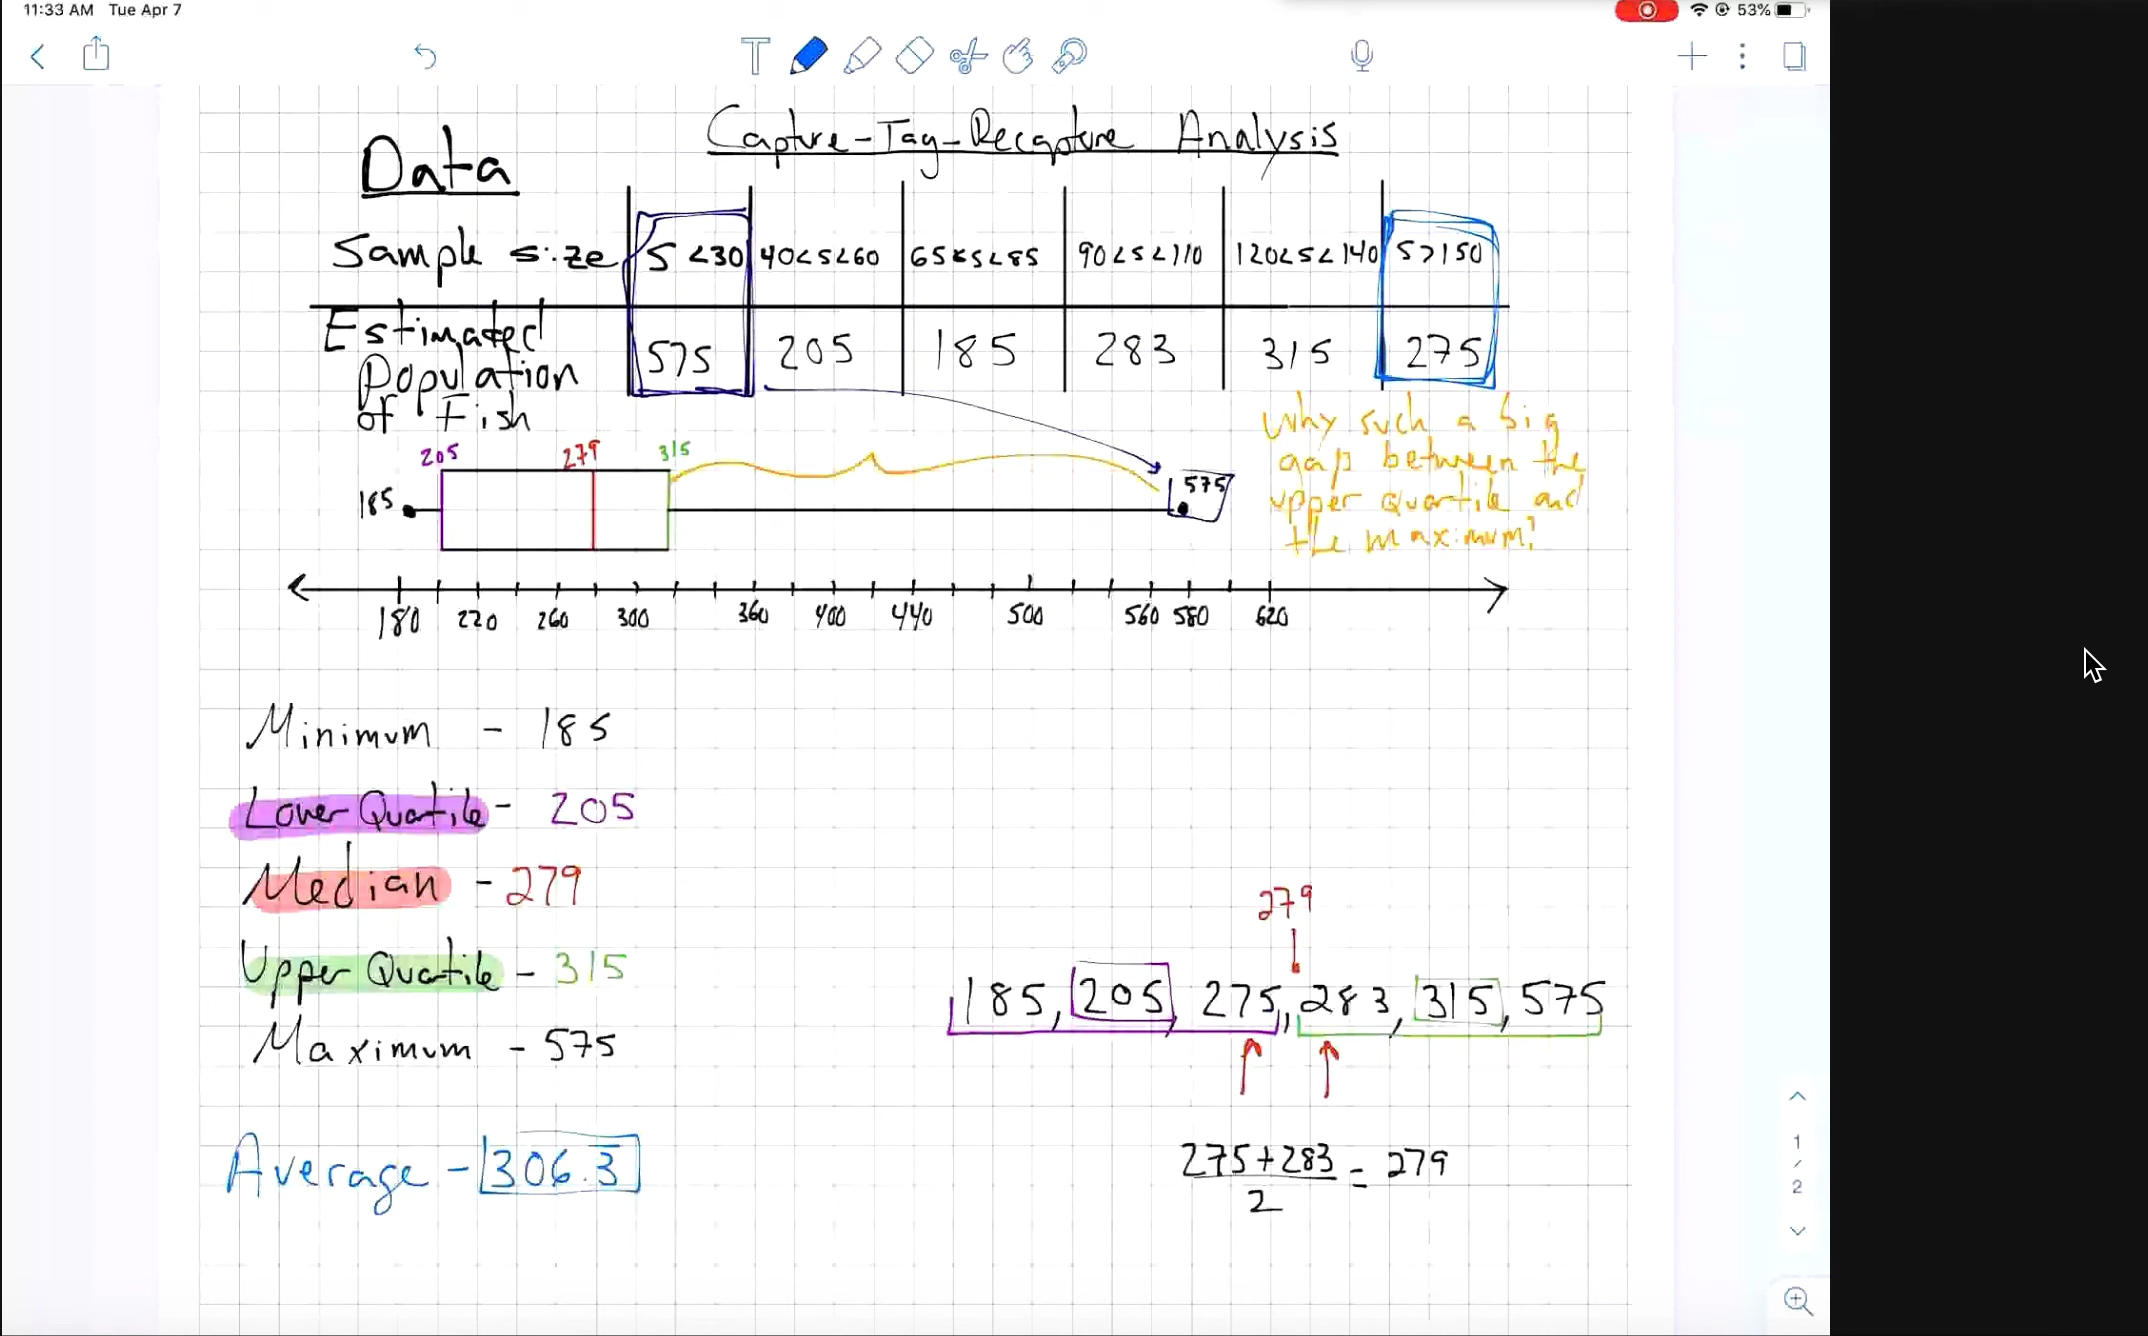 11:33 AM Tue Apr 7
53%
Capture-Tag-Recapture Analysis
Data
Sample size S<30 40<S<60 65<S<85 90<S<110 120<S<140 S>150
Estimated Population of Fish 575 205 185 283 315 275
Why such a big
gap between the
upper quartile and
the maximum?
205 279 315
185 575
180 220 260 300 360 400 440 500 560 580 620
Minimum - 185
Lower Quartile - 205
Median - 279
Upper Quartile - 315
Maximum - 575
Average - 306.3
279
185, 205, 275, 283, 315, 575
275+283
2
= 279
1
/
2